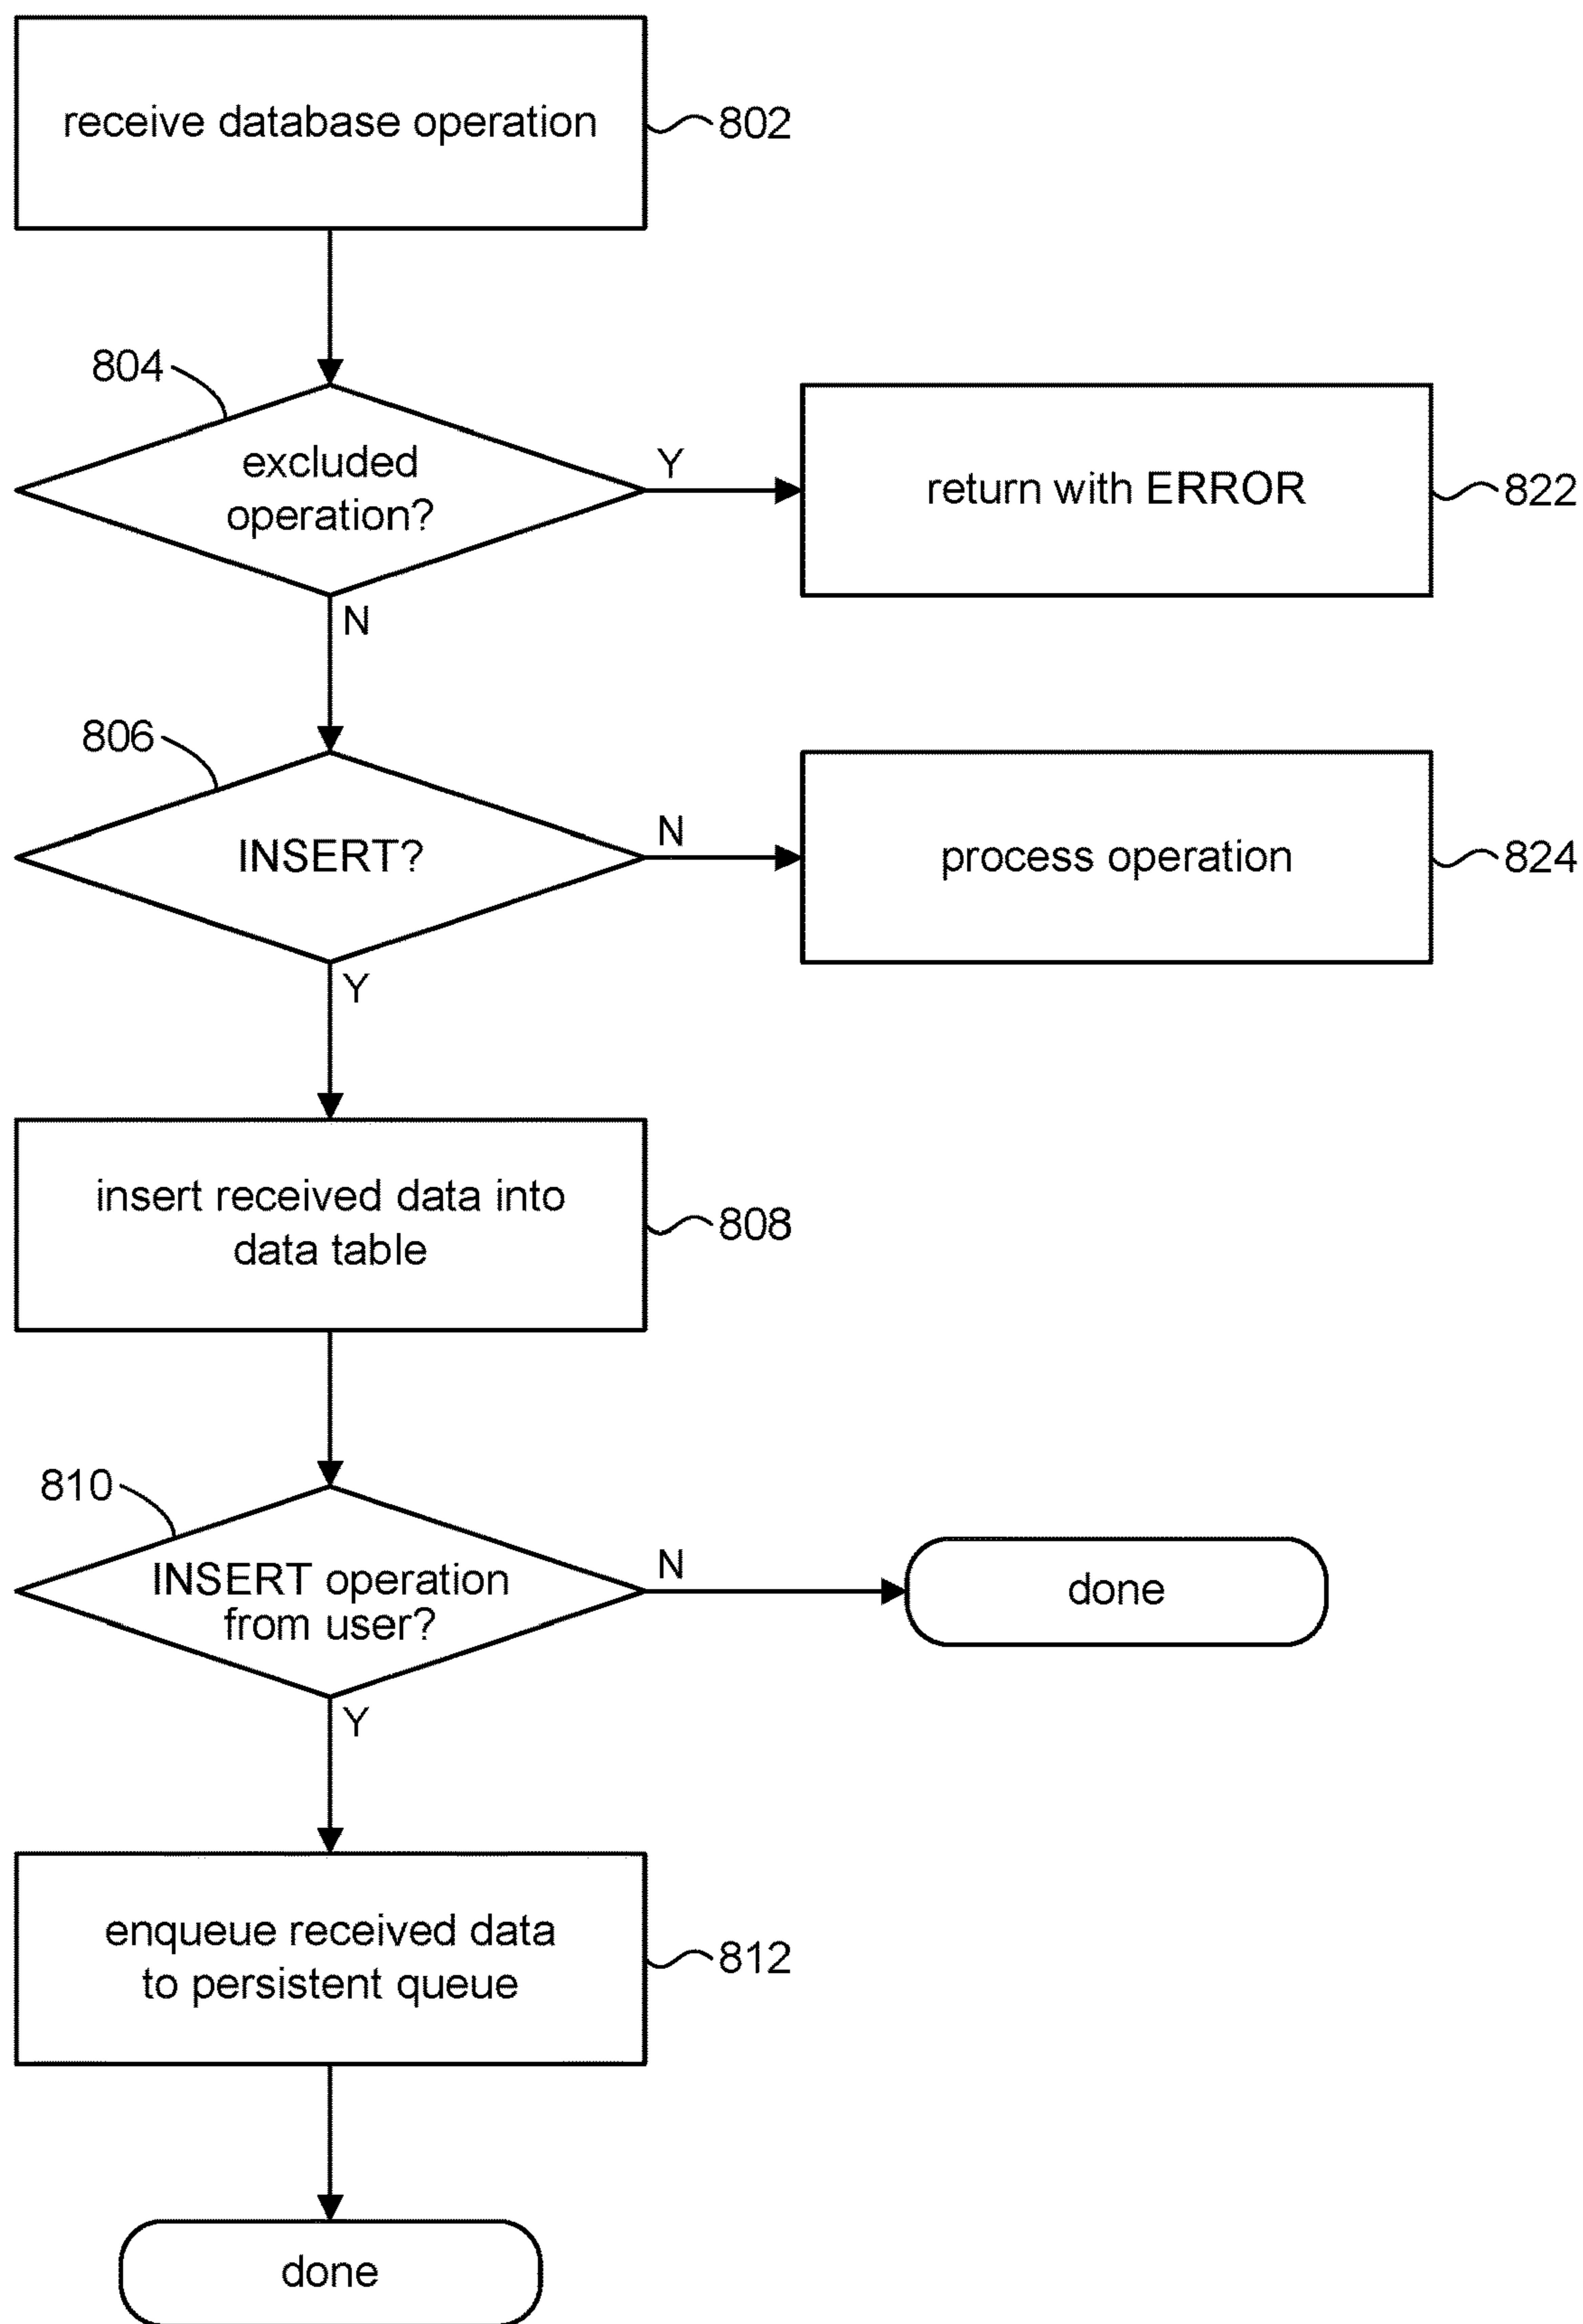 receive database operation
802
804
excluded
operation?
Y
return with ERROR
822
N
806
INSERT?
N
process operation
824
Y
insert received data into
data table
808
810
INSERT operation
from user?
N
done
Y
enqueue received data
to persistent queue
812
done